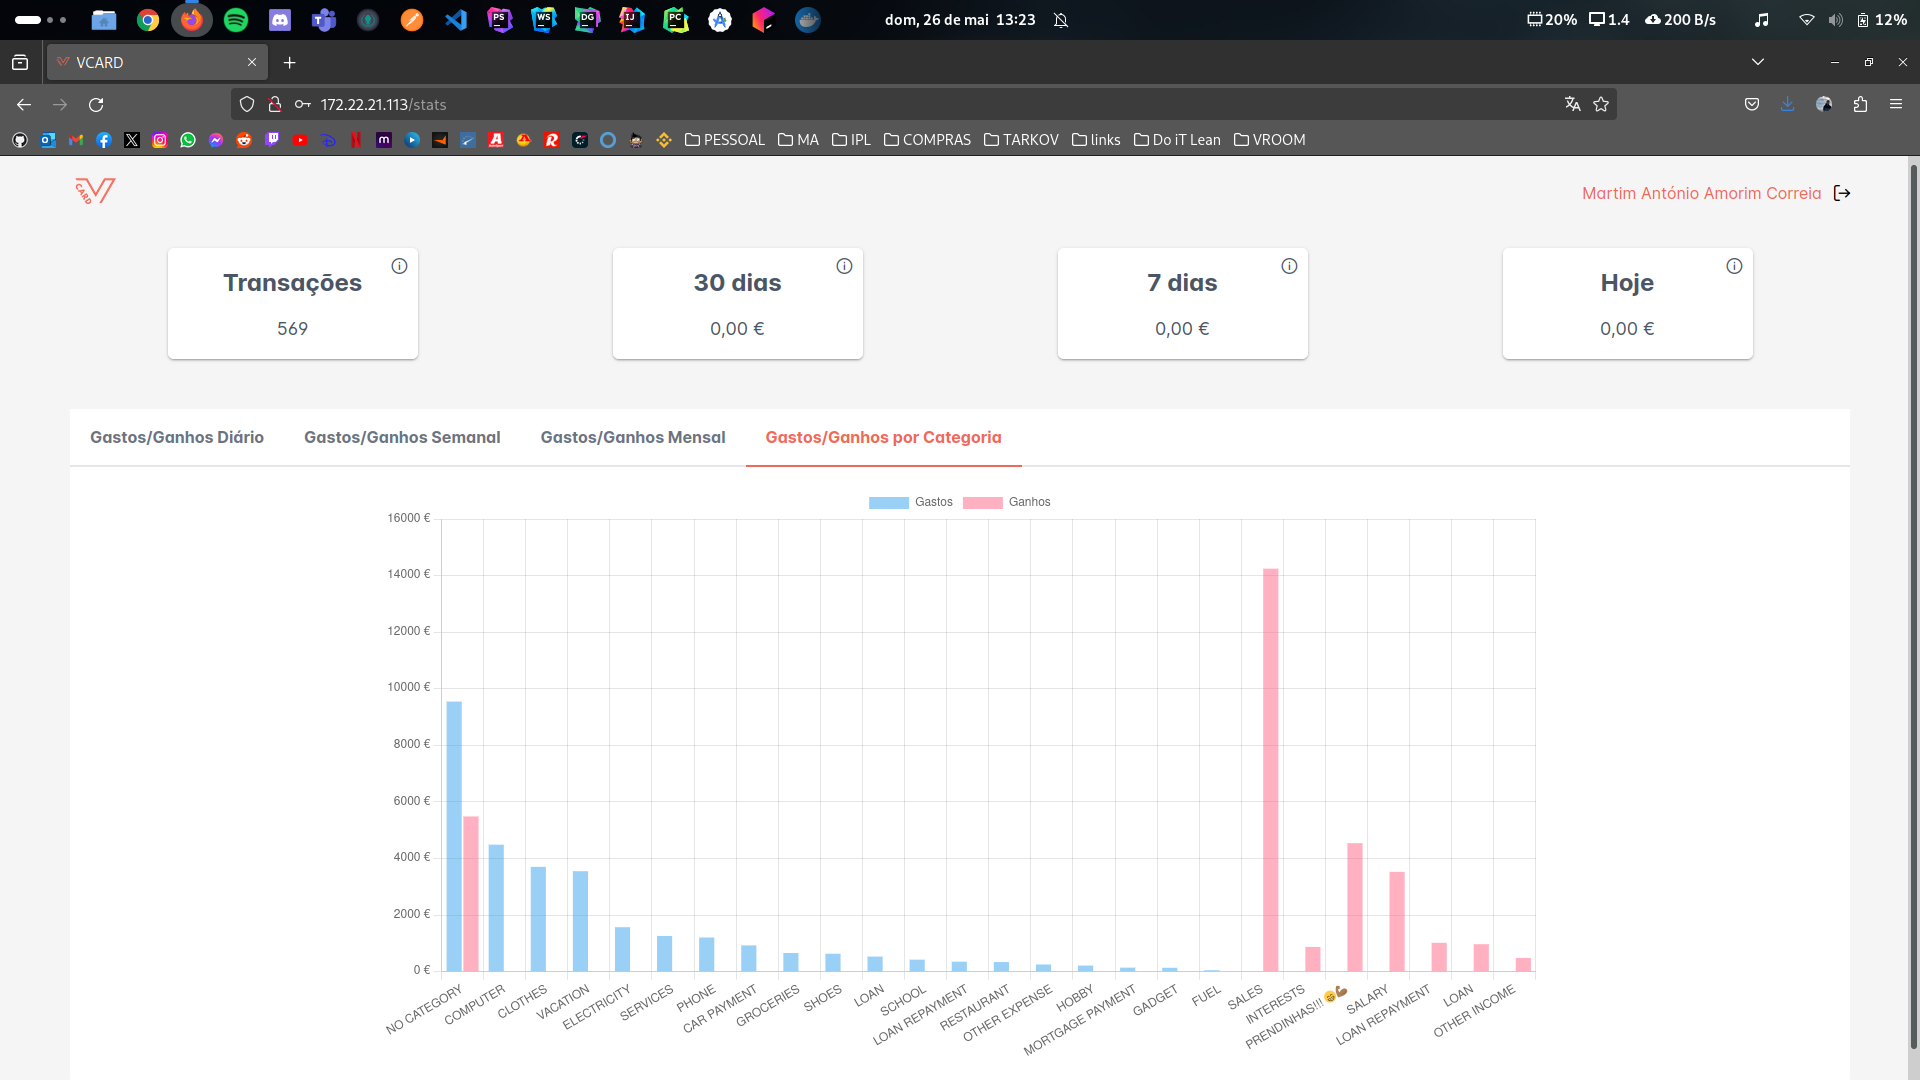 dom, 26 de mai 13:23
20% 1.4 200 B/s 12%
VCARD
172.22.21.113/stats
PESSOAL MA IPL COMPRAS TARKOV links Do iT Lean VROOM
CARD
Martim António Amorim Correia
Transações
569
30 dias
0,00 €
7 dias
0,00 €
Hoje
0,00 €
Gastos/Ganhos Diário Gastos/Ganhos Semanal Gastos/Ganhos Mensal Gastos/Ganhos por Categoria
Gastos Ganhos
16000 €
14000 €
12000 €
10000 €
8000 €
6000 €
4000 €
2000 €
0 €
NO CATEGORY
COMPUTER
CLOTHES
VACATION
ELECTRICITY
SERVICES
PHONE
CAR PAYMENT
GROCERIES
SHOES
LOAN
SCHOOL
LOAN REPAYMENT
RESTAURANT
OTHER EXPENSE
HOBBY
MORTGAGE PAYMENT
GADGET
FUEL
SALES
INTERESTS
PRENDINHAS!!! 🤑💪🏾
SALARY
LOAN REPAYMENT
LOAN
OTHER INCOME